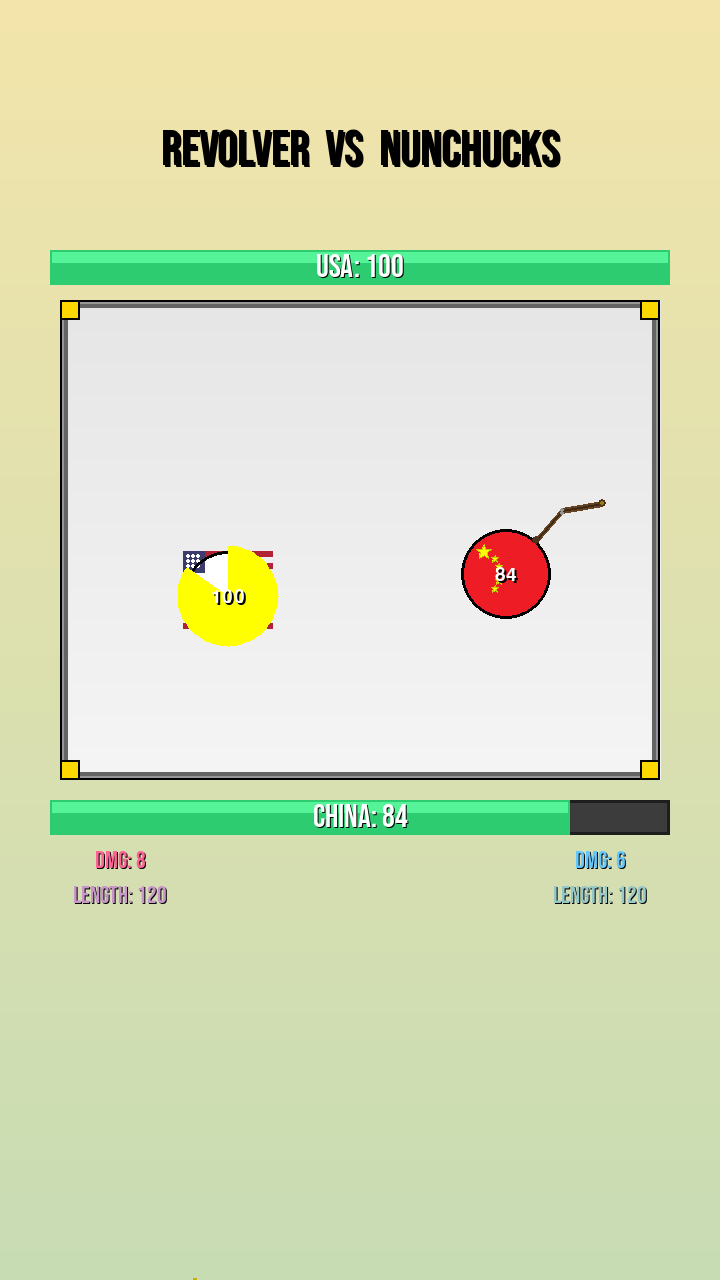 REVOLVER VS NUNCHUCKS
USA: 100
100
84
CHINA: 84
DMG: 8
DMG: 6
LENGTH: 120
LENGTH: 120